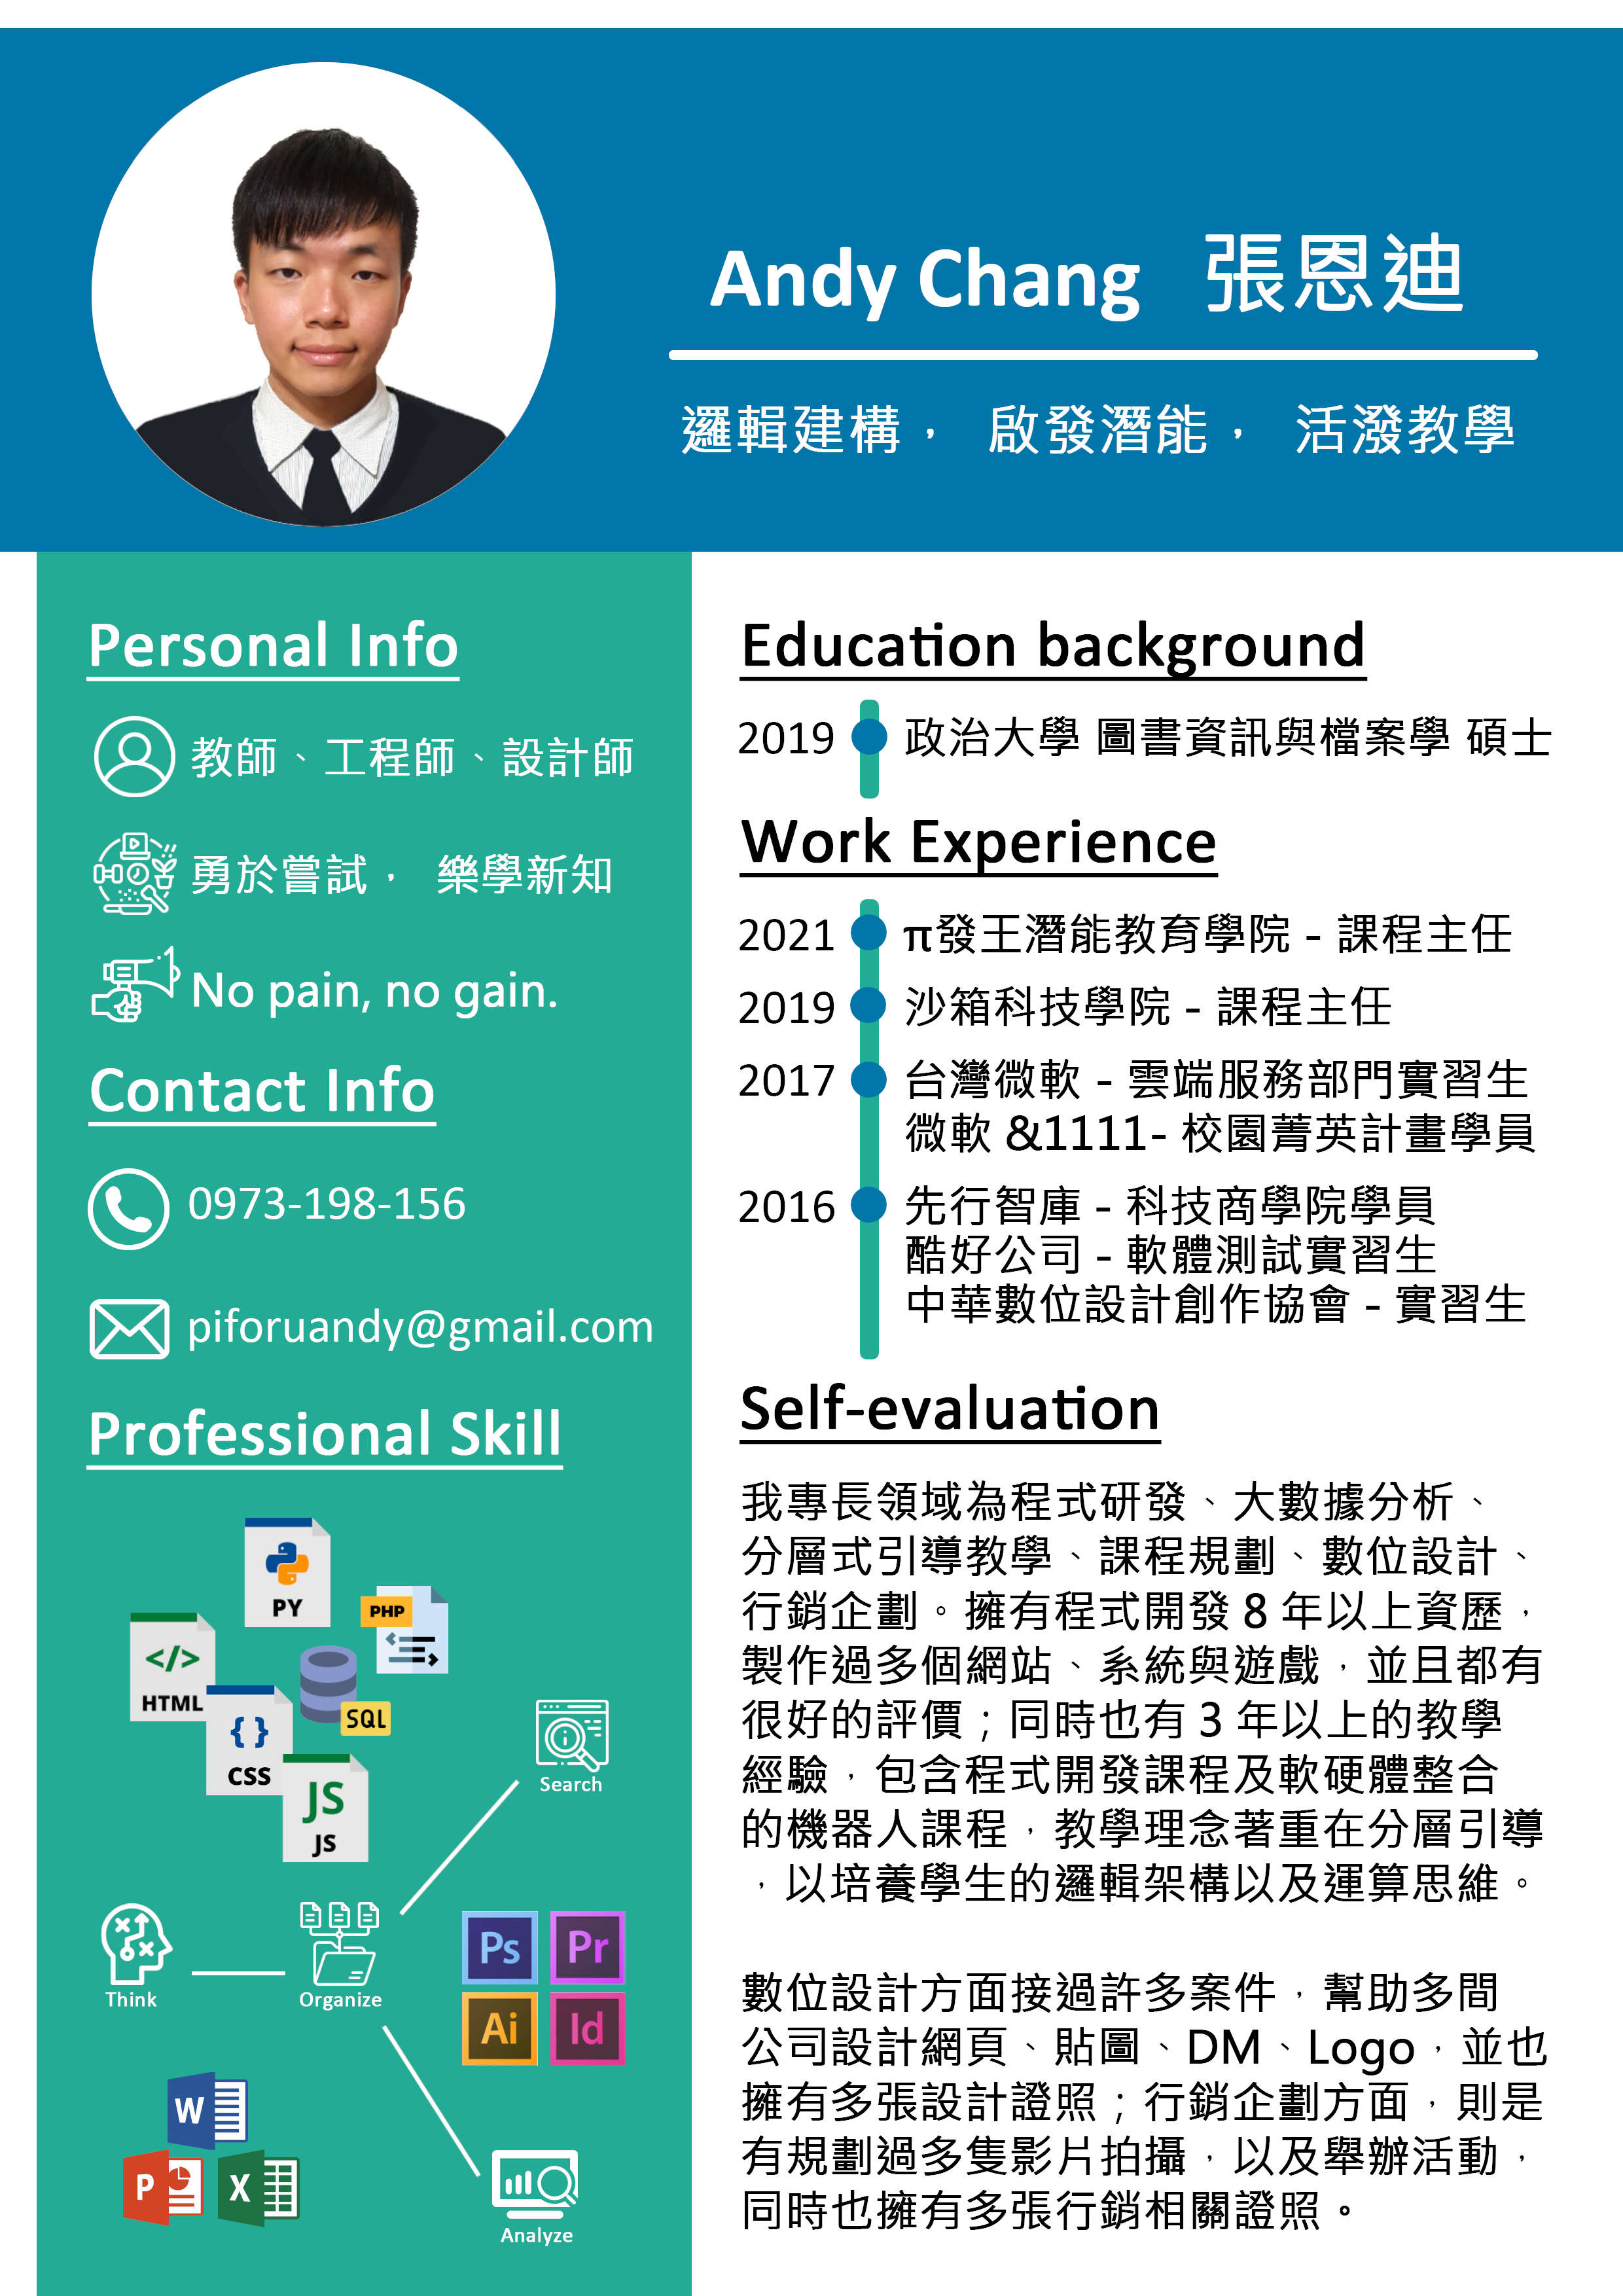 Andy Chang 張恩迪
邏輯建構， 啟發潛能， 活潑教學
Personal Info
教師、工程師、設計師
勇於嘗試， 樂學新知
No pain, no gain.
Contact Info
0973-198-156
piforuandy@gmail.com
Professional Skill
PY
PHP
</>
HTML
SQL
{ }
CSS
JS
JS
Search
Think
Organize
Ps
Pr
Ai
Id
W
P
X
Analyze
Education background
2019 政治大學 圖書資訊與檔案學 碩士
Work Experience
2021 π發王潛能教育學院 - 課程主任
2019 沙箱科技學院 - 課程主任
2017 台灣微軟 - 雲端服務部門實習生
微軟 &1111- 校園菁英計畫學員
2016 先行智庫 - 科技商學院學員
酷好公司 - 軟體測試實習生
中華數位設計創作協會 - 實習生
Self-evaluation
我專長領域為程式研發、大數據分析、
分層式引導教學、課程規劃、數位設計、
行銷企劃。擁有程式開發 8 年以上資歷，
製作過多個網站、系統與遊戲，並且都有
很好的評價；同時也有 3 年以上的教學
經驗，包含程式開發課程及軟硬體整合
的機器人課程，教學理念著重在分層引導
，以培養學生的邏輯架構以及運算思維。
數位設計方面接過許多案件，幫助多間
公司設計網頁、貼圖、DM、Logo，並也
擁有多張設計證照；行銷企劃方面，則是
有規劃過多隻影片拍攝，以及舉辦活動，
同時也擁有多張行銷相關證照。